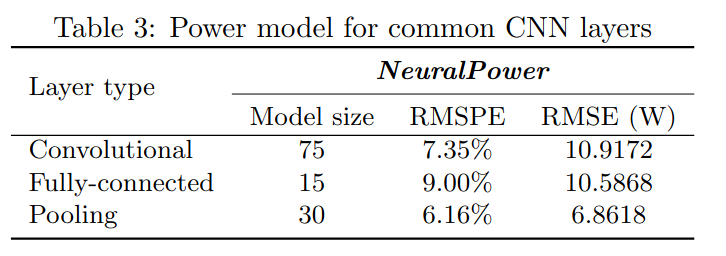 Table 3: Power model for common CNN layers
Layer type NeuralPower
Model size RMSPE RMSE (W)
Convolutional 75 7.35% 10.9172
Fully-connected 15 9.00% 10.5868
Pooling 30 6.16% 6.8618